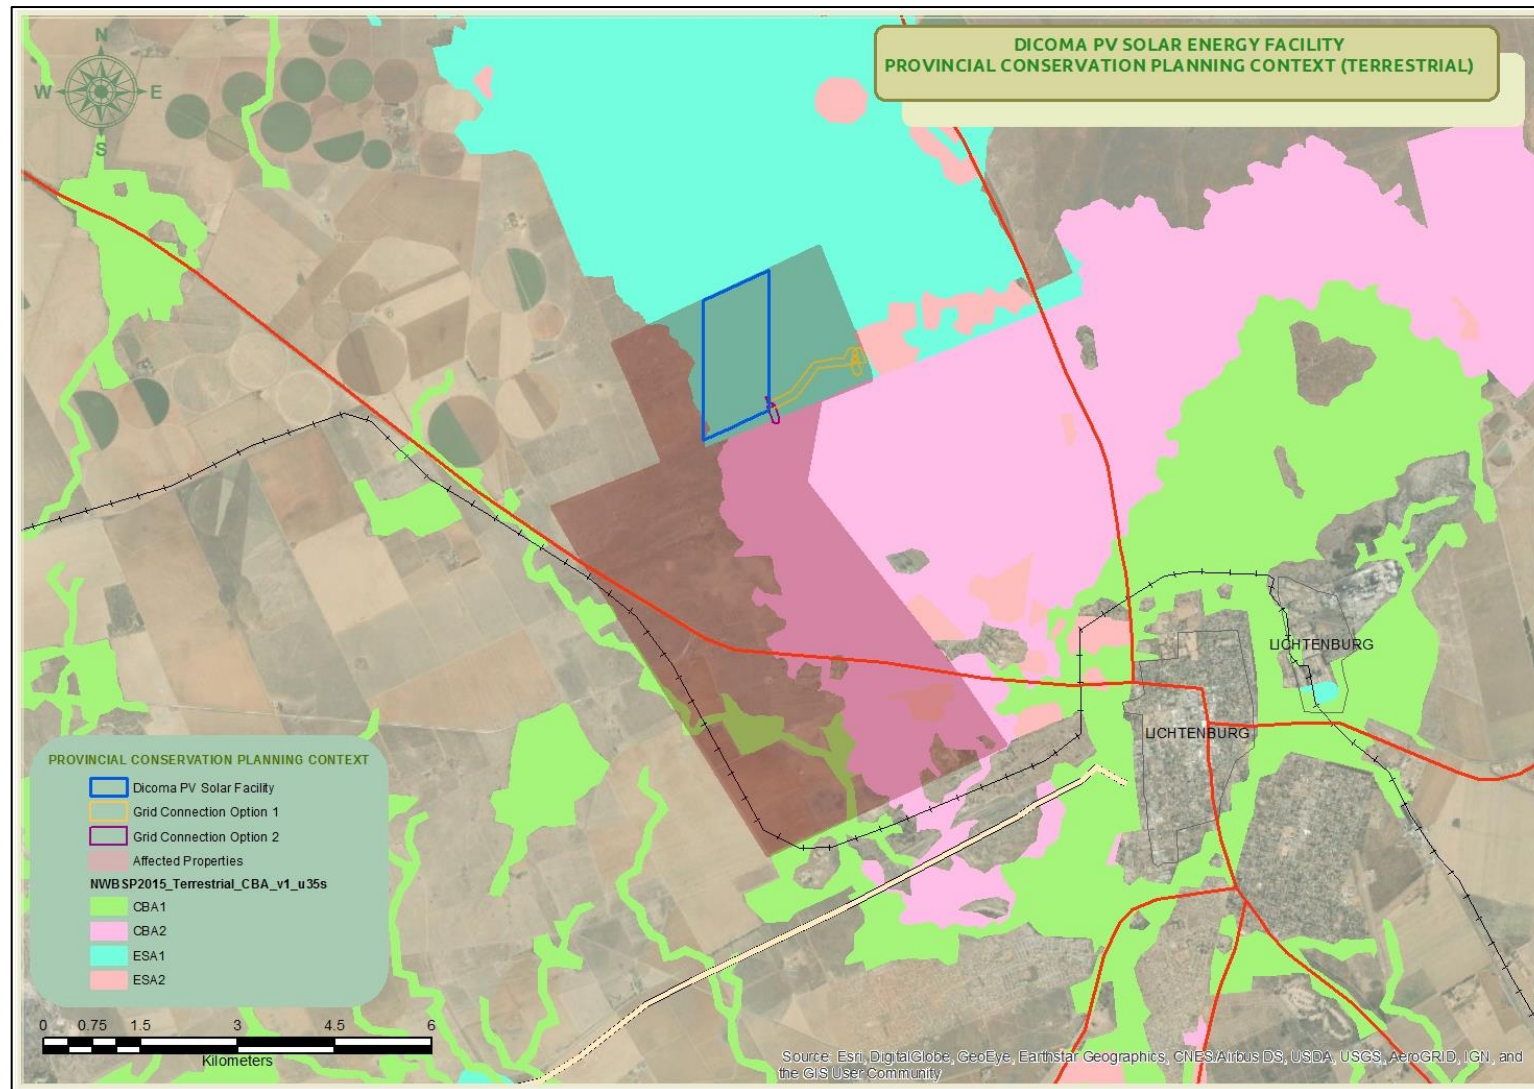 DICOMA PV SOLAR ENERGY FACILITY
PROVINCIAL CONSERVATION PLANNING CONTEXT (TERRESTRIAL)
N
W
E
S
LICHTENBURG
LICHTENBURG
PROVINCIAL CONSERVATION PLANNING CONTEXT
Dicoma PV Solar Facility
Grid Connection Option 1
Grid Connection Option 2
Affected Properties
NWBSP2015_Terrestrial_CBA_v1_u35s
CBA1
CBA2
ESA1
ESA2
0 0.75 1.5 3 4.5 6
Kilometers
Source: Esri, DigitalGlobe, GeoEye, Earthstar Geographics, CNES/Airbus DS, USDA, USGS, AeroGRID, IGN, and
the GIS User Community